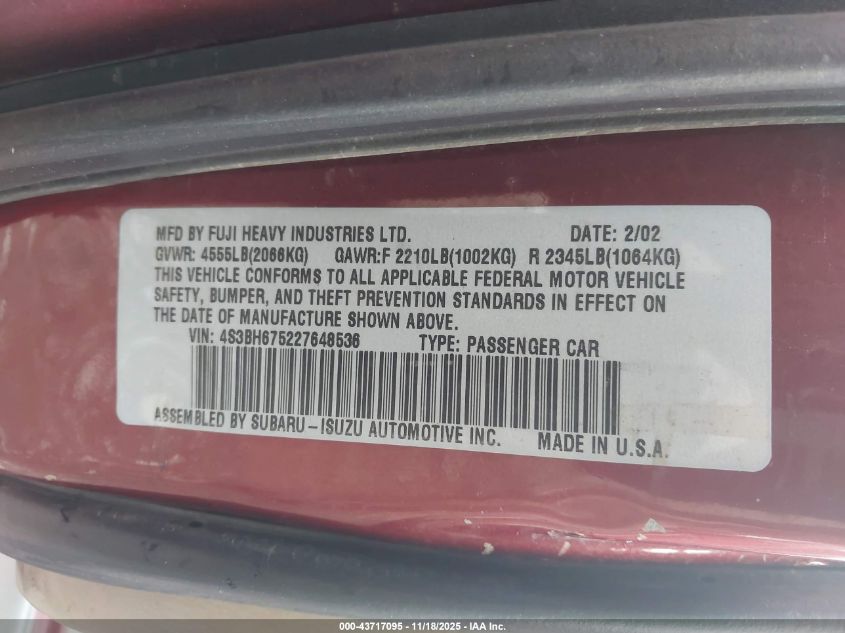 MFD BY FUJI HEAVY INDUSTRIES LTD. DATE: 2/02
GVWR: 4555LB(2066KG) GAWR:F 2210LB(1002KG) R 2345LB(1064KG)
THIS VEHICLE CONFORMS TO ALL APPLICABLE FEDERAL MOTOR VEHICLE
SAFETY, BUMPER, AND THEFT PREVENTION STANDARDS IN EFFECT ON
THE DATE OF MANUFACTURE SHOWN ABOVE.
VIN: 4S3BH675227648536 TYPE: PASSENGER CAR
ASSEMBLED BY SUBARU-ISUZU AUTOMOTIVE INC. MADE IN U.S.A.
000-43717095 - 11/18/2025 - IAA Inc.